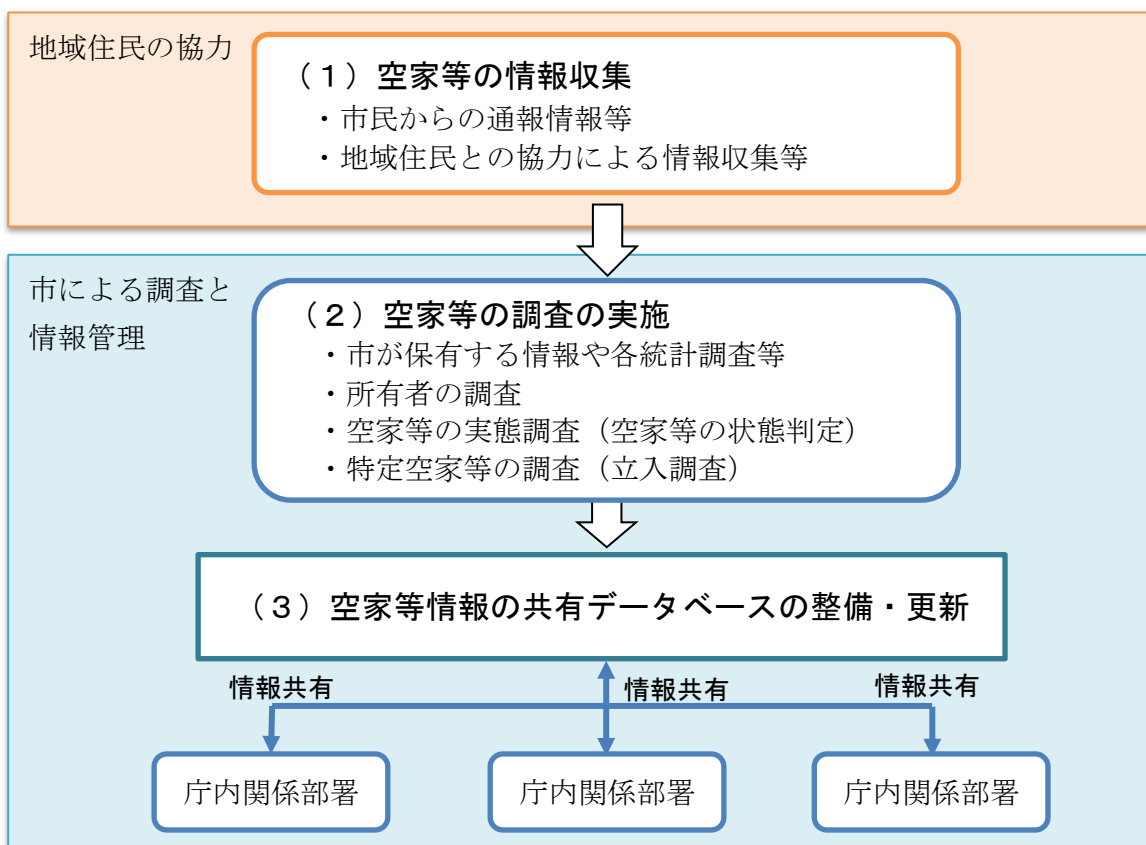 地域住民の協力
（１）空家等の情報収集
・市民からの通報情報等
・地域住民との協力による情報収集等
市による調査と
情報管理
（２）空家等の調査の実施
・市が保有する情報や各統計調査等
・所有者の調査
・空家等の実態調査（空家等の状態判定）
・特定空家等の調査（立入調査）
（３）空家等情報の共有データベースの整備・更新
情報共有
情報共有
情報共有
庁内関係部署
庁内関係部署
庁内関係部署